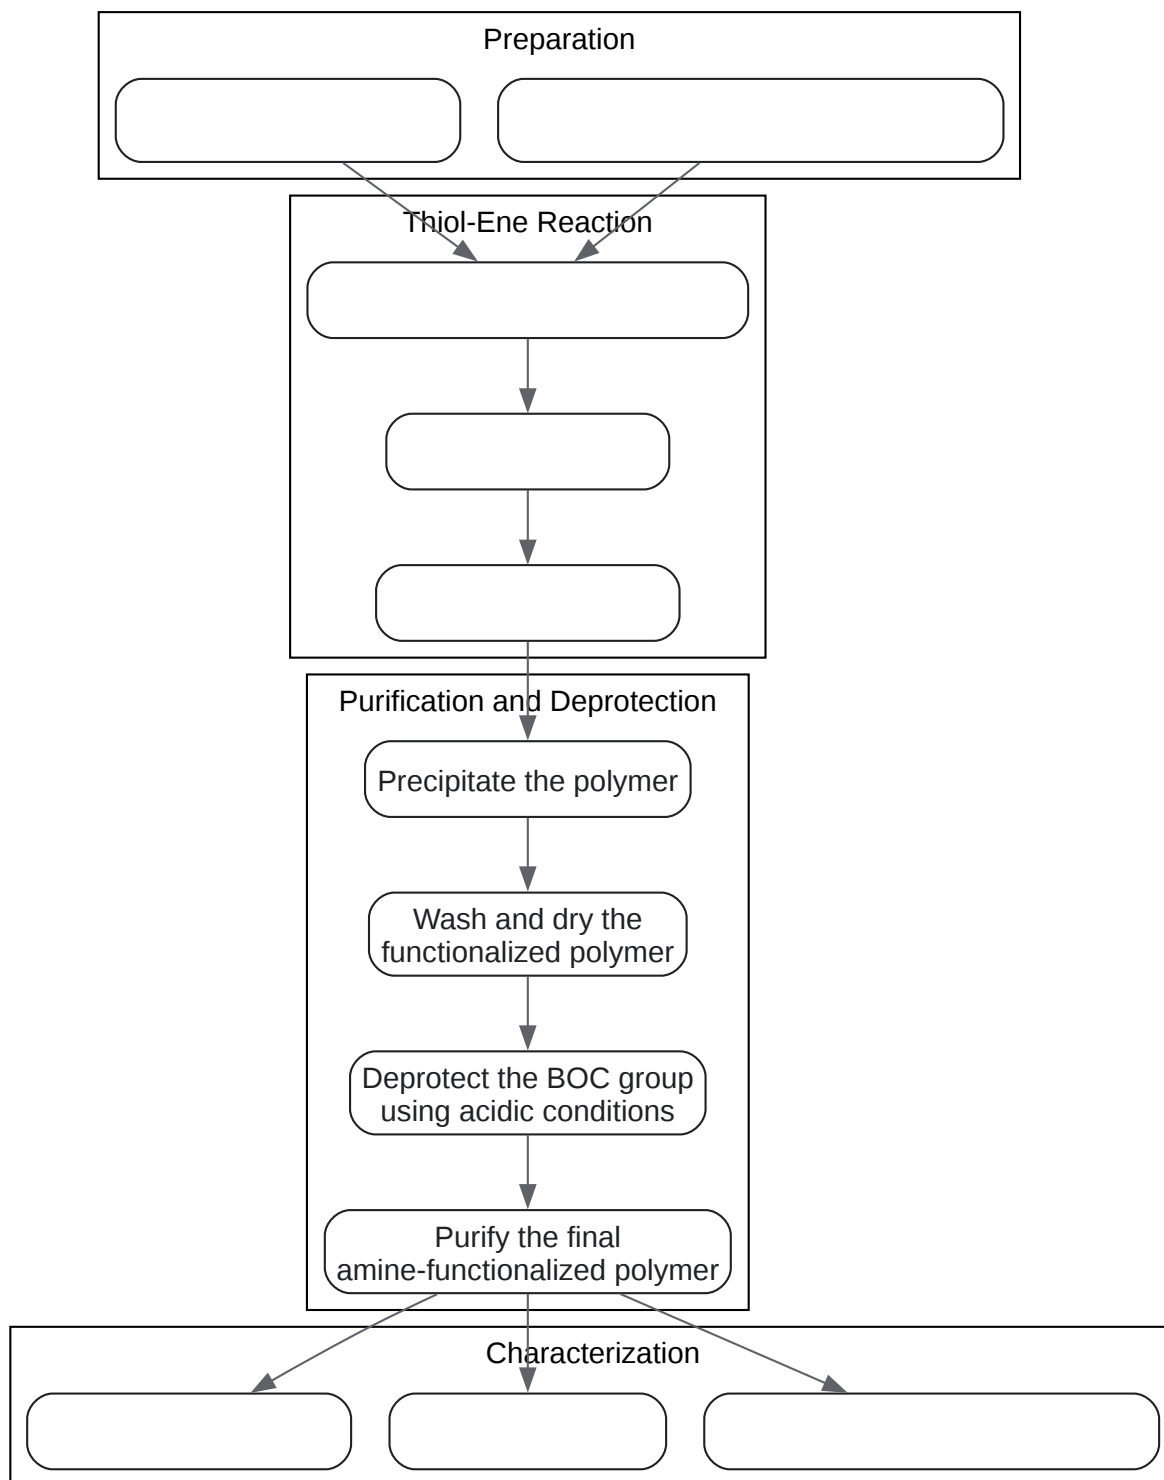 Preparation
Thiol-Ene Reaction
Purification and Deprotection
Precipitate the polymer
Wash and dry the
functionalized polymer
Deprotect the BOC group
using acidic conditions
Purify the final
amine-functionalized polymer
Characterization